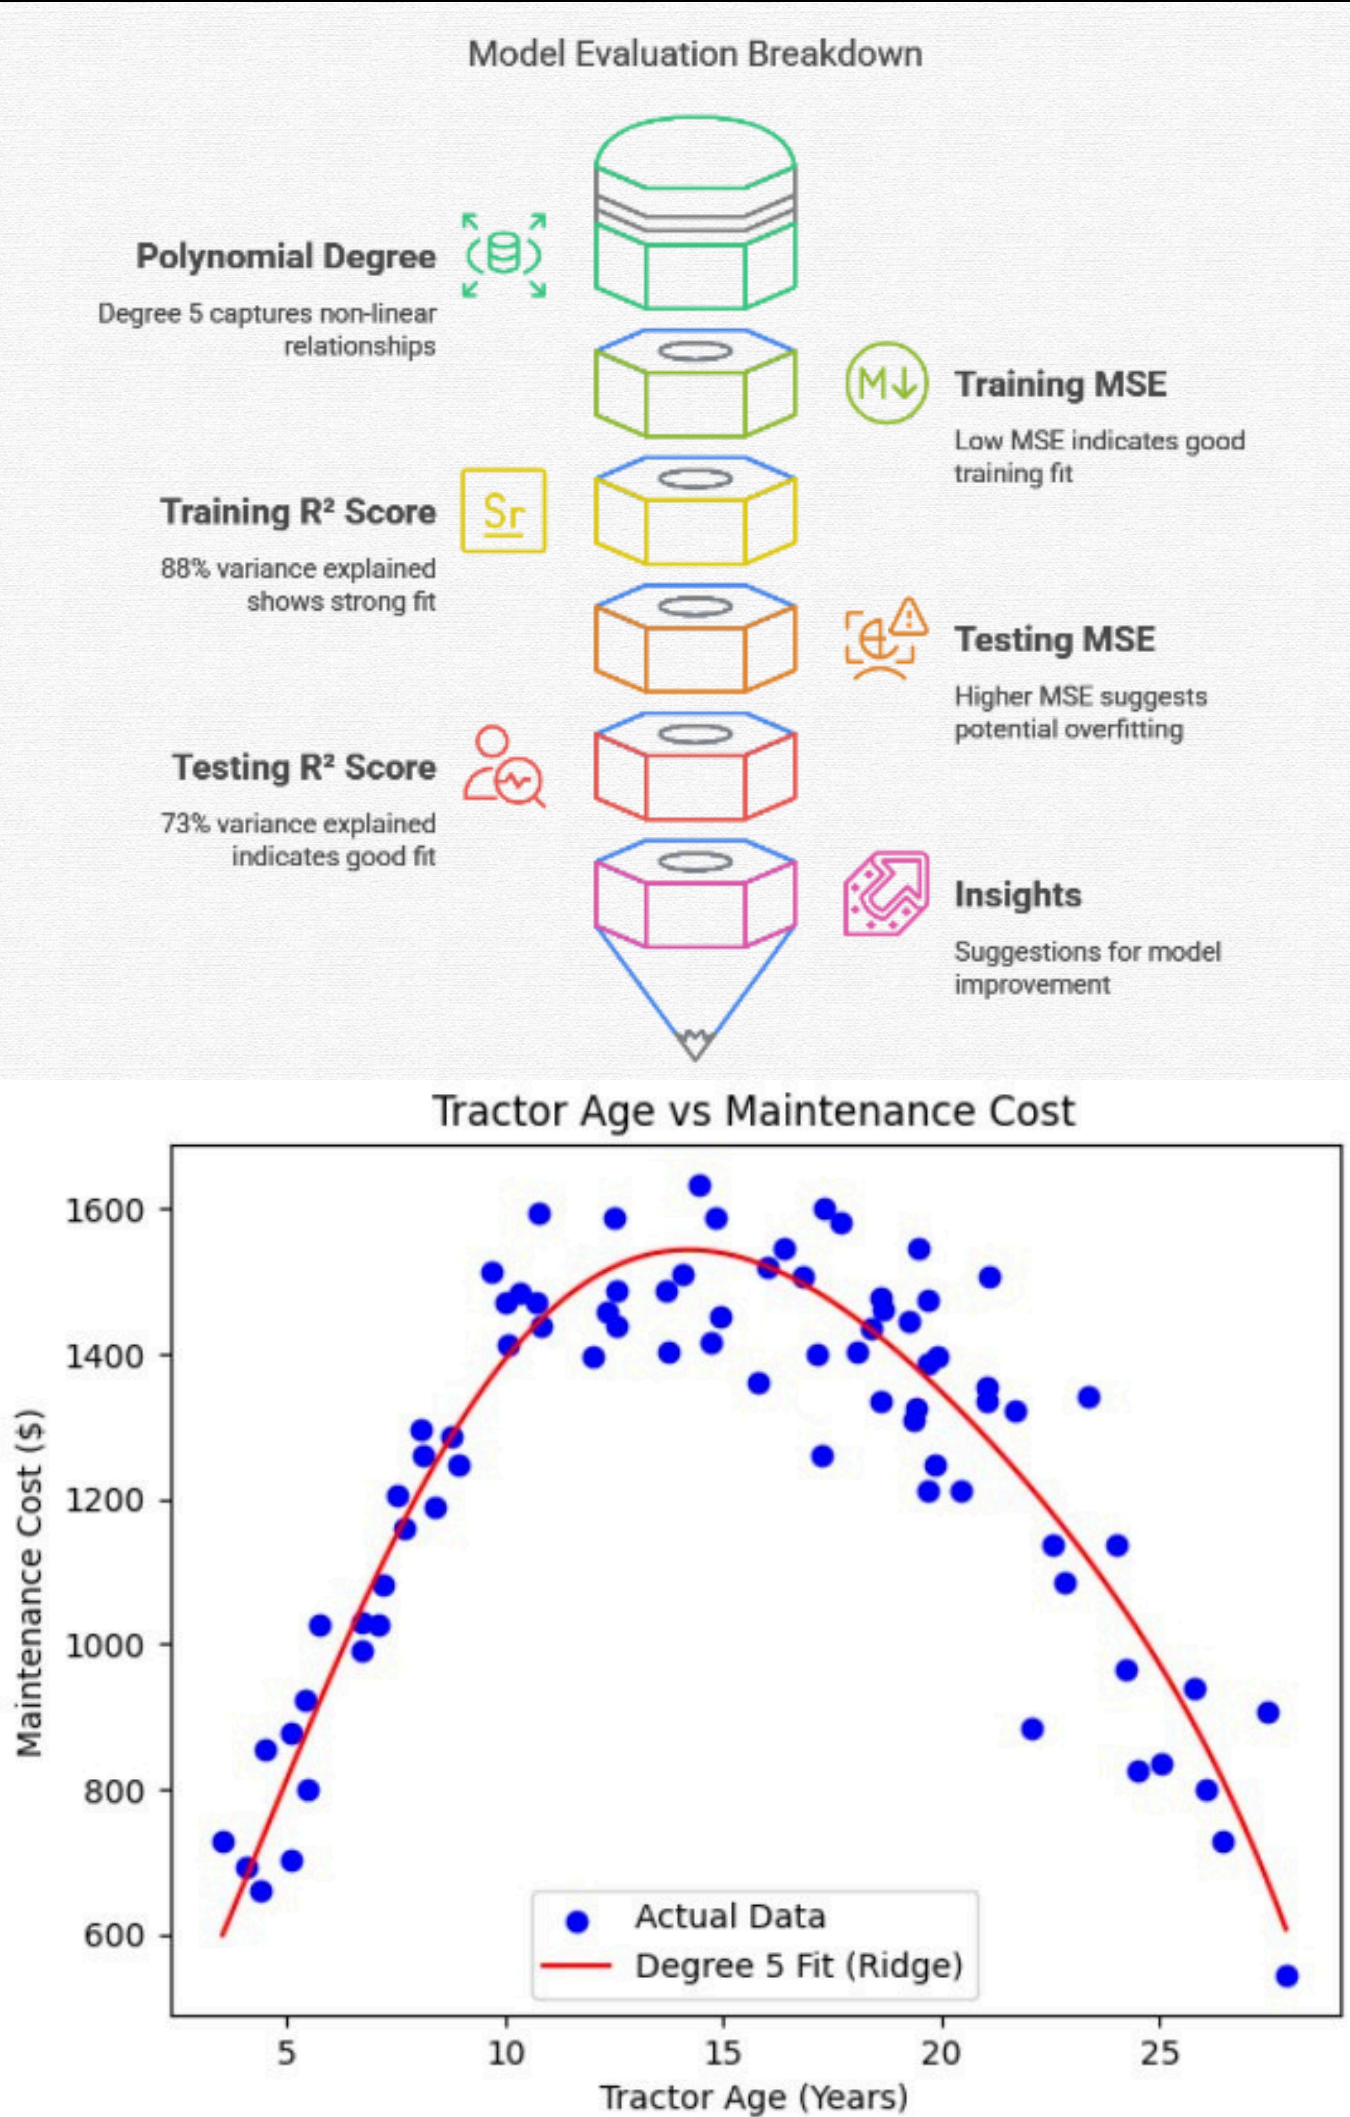 Model Evaluation Breakdown
Polynomial Degree
Degree 5 captures non-linear
relationships
M↓
Training MSE
Low MSE indicates good
training fit
Training R² Score
Sr
88% variance explained
shows strong fit
Testing MSE
Higher MSE suggests
potential overfitting
Testing R² Score
73% variance explained
indicates good fit
Insights
Suggestions for model
improvement
Tractor Age vs Maintenance Cost
Maintenance Cost ($)
1600
1400
1200
1000
800
600
Actual Data
Degree 5 Fit (Ridge)
5 10 15 20 25
Tractor Age (Years)